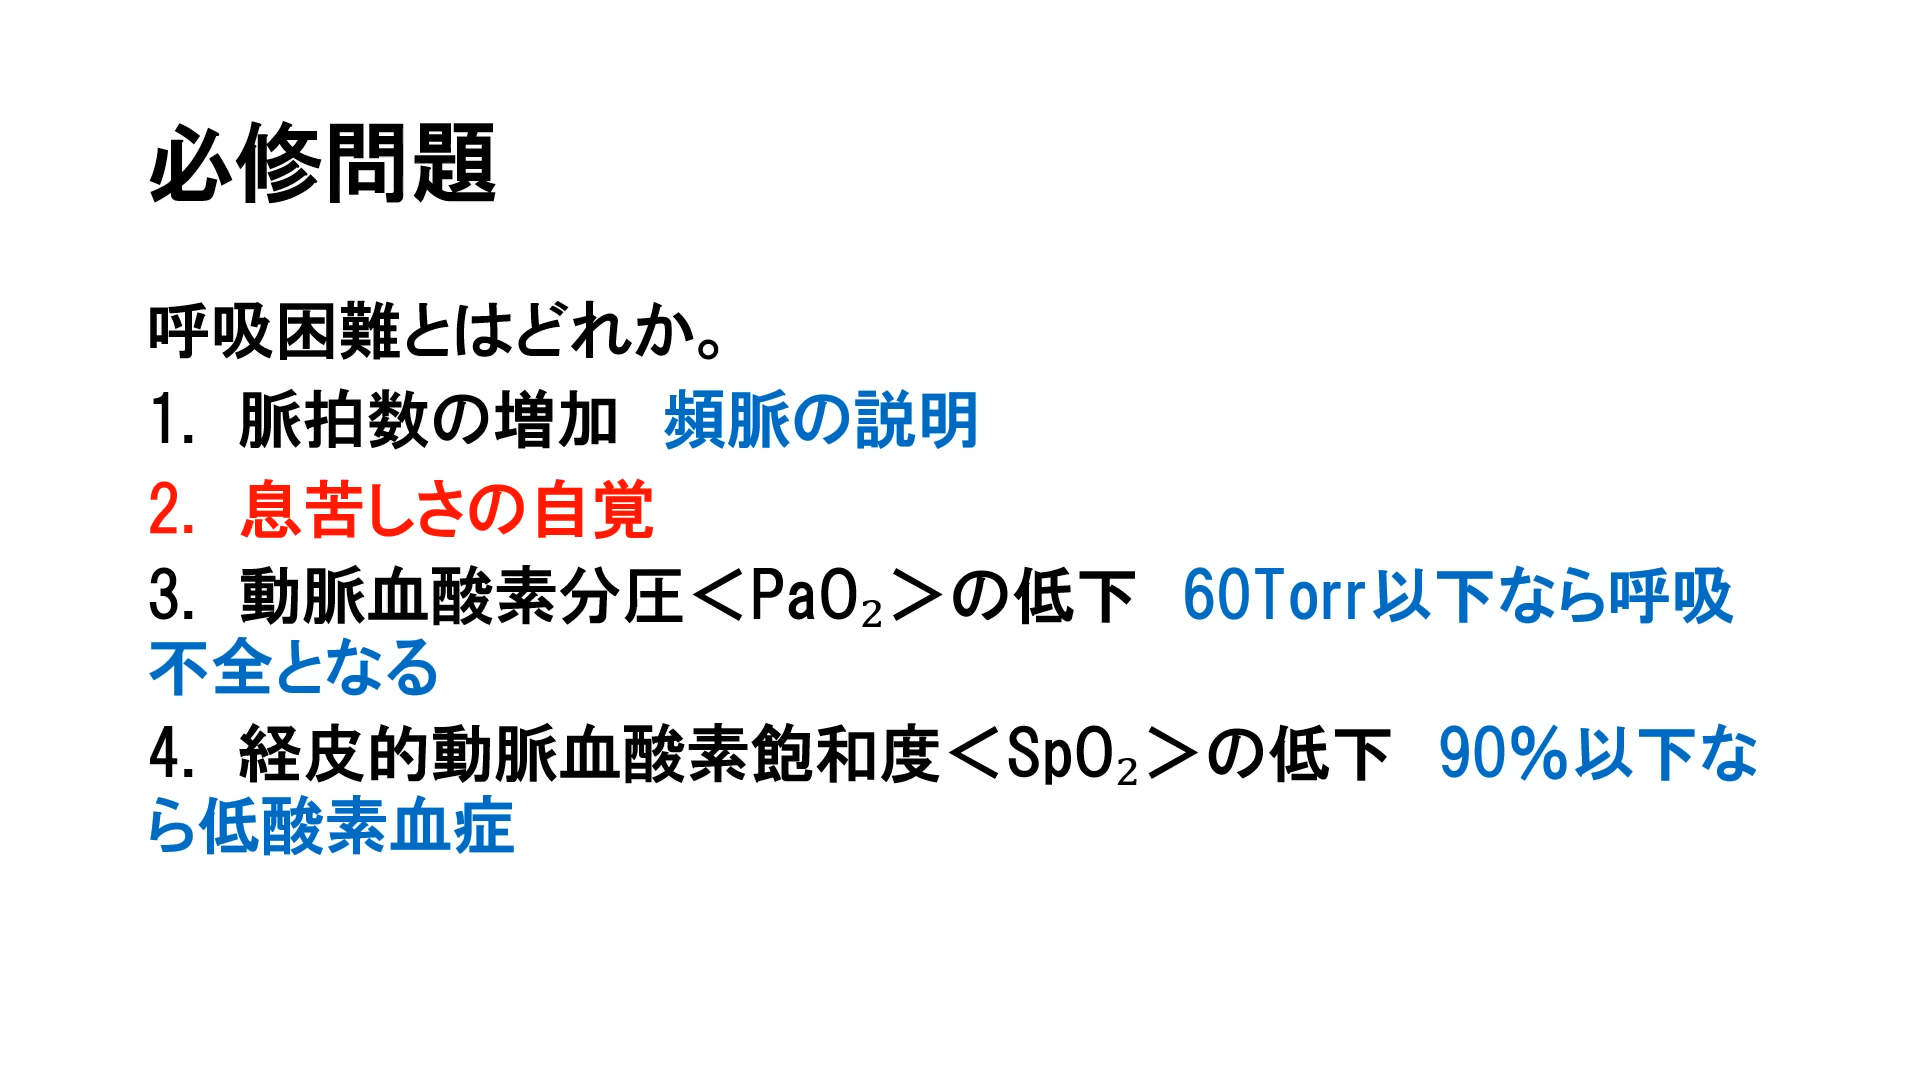 必修問題
呼吸困難とはどれか。
1. 脈拍数の増加　頻脈の説明
2. 息苦しさの自覚
3. 動脈血酸素分圧＜PaO₂＞の低下　60Torr以下なら呼吸
不全となる
4. 経皮的動脈血酸素飽和度＜SpO₂＞の低下　90%以下な
ら低酸素血症